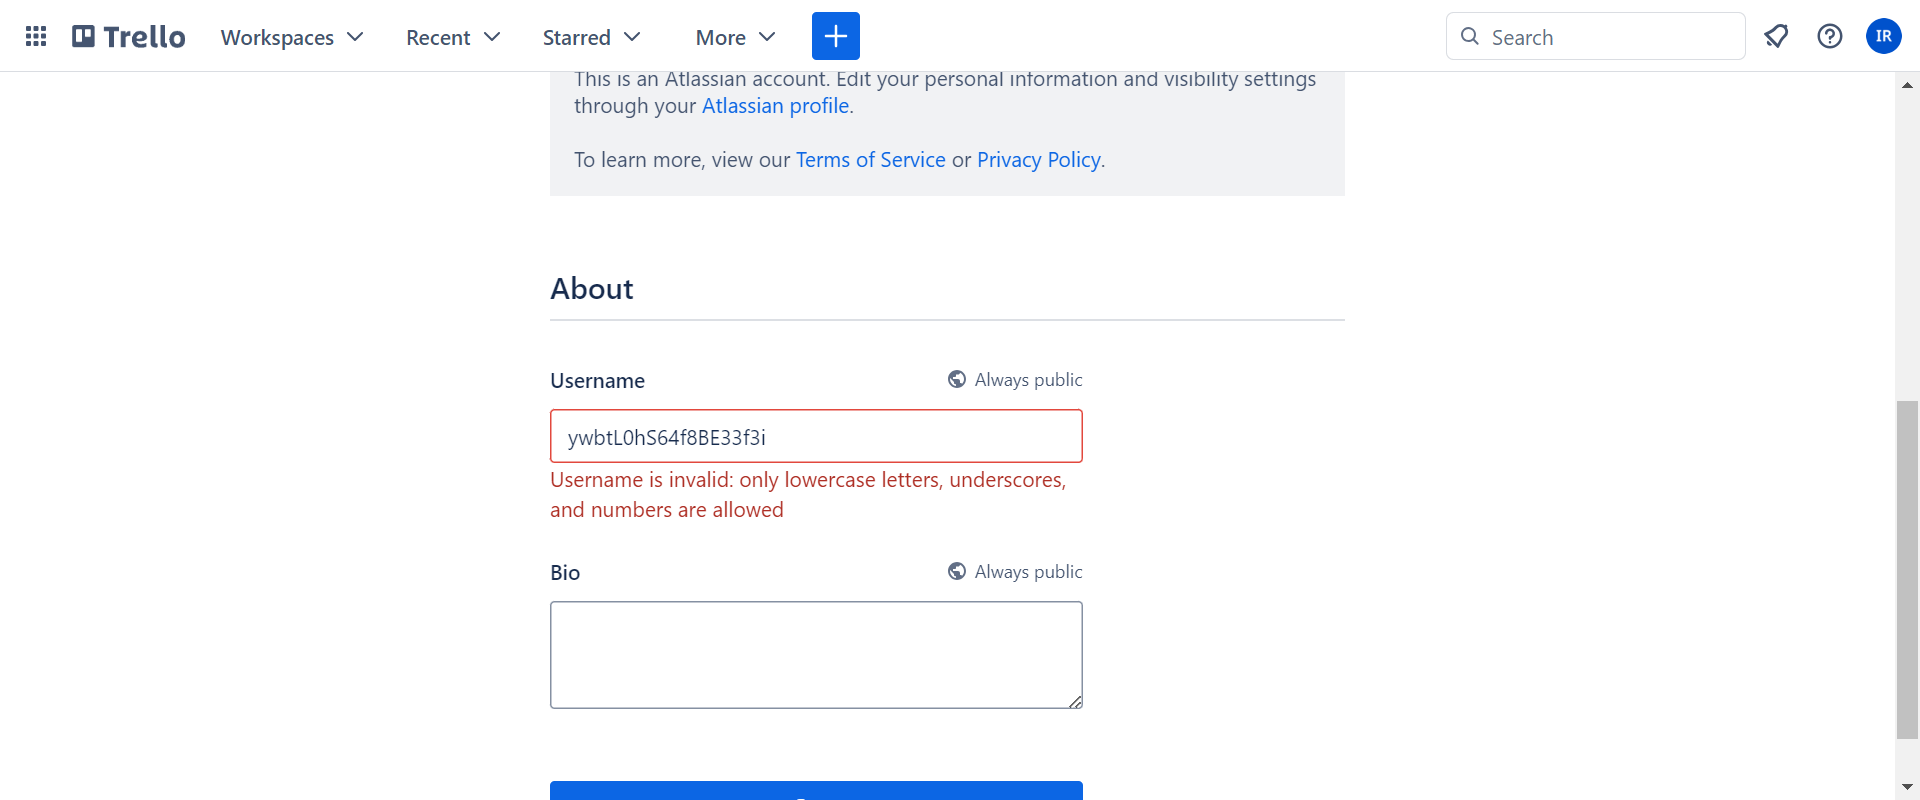 Trello
Workspaces
Recent
Starred
More
Search
IR
This is an Atlassian account. Edit your personal information and visibility settings
through your Atlassian profile.
To learn more, view our Terms of Service or Privacy Policy.
About
Username
Always public
ywbtL0hS64f8BE33f3i
Username is invalid: only lowercase letters, underscores,
and numbers are allowed
Bio
Always public